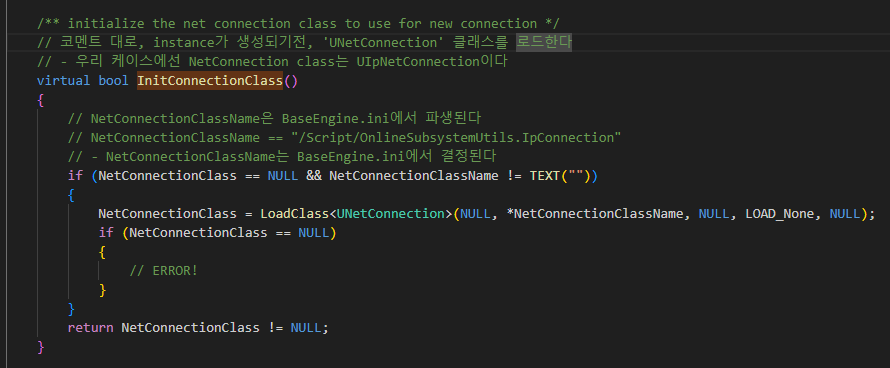 /** initialize the net connection class to use for new connection */
// 코멘트 대로, instance가 생성되기전, 'UNetConnection' 클래스를 로드한다
// - 우리 케이스에선 NetConnection class는 UIpNetConnection이다
virtual bool InitConnectionClass()
{
// NetConnectionClassName은 BaseEngine.ini에서 파생된다
// NetConnectionClassName == "/Script/OnlineSubsystemUtils.IpConnection"
// - NetConnectionClassName는 BaseEngine.ini에서 결정된다
if (NetConnectionClass == NULL && NetConnectionClassName != TEXT(""))
{
NetConnectionClass = LoadClass<UNetConnection>(NULL, *NetConnectionClassName, NULL, LOAD_None, NULL);
if (NetConnectionClass == NULL)
{
// ERROR!
}
}
return NetConnectionClass != NULL;
}